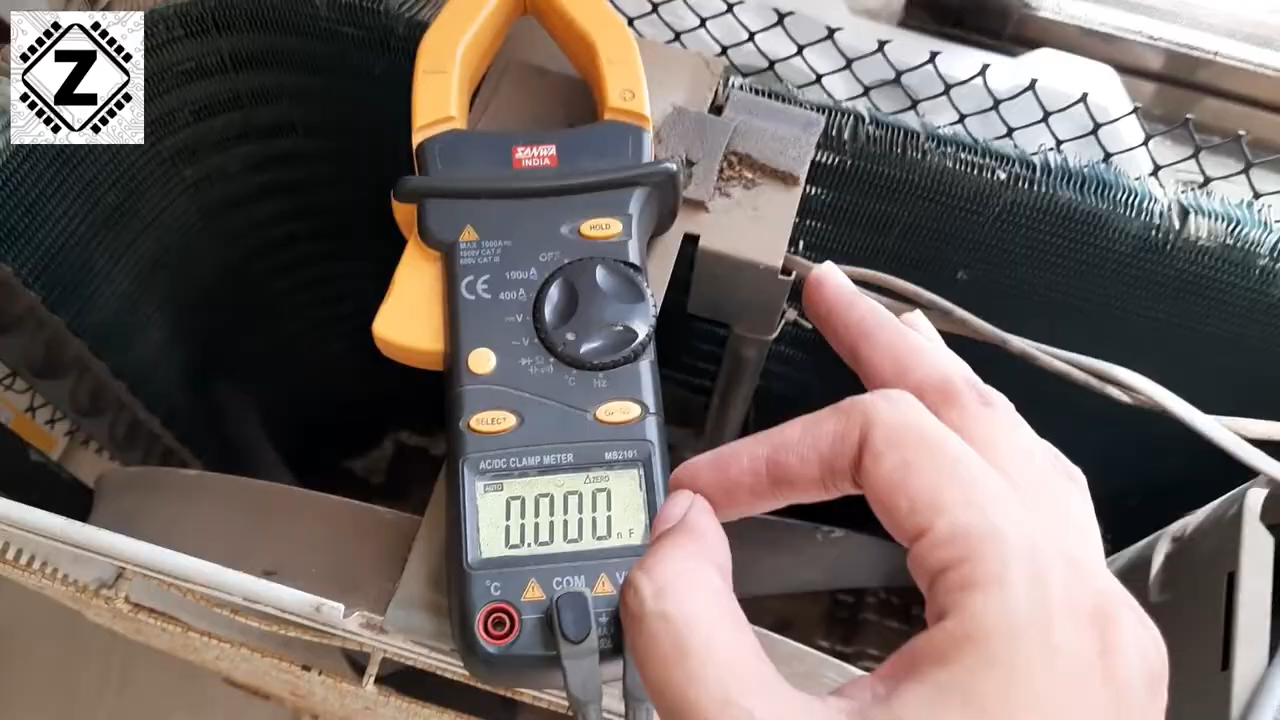 Z
SANWA
INDIA
HOLD
MAX 1000A
1000V CAT II
600V CAT III
CE
OFF
1000A
400A
V
~V
Ω
°C
Hz
SELECT
AC/DC CLAMP METER
MS2101
AUTO
△ZERO
0.000
nF
°C
COM
V